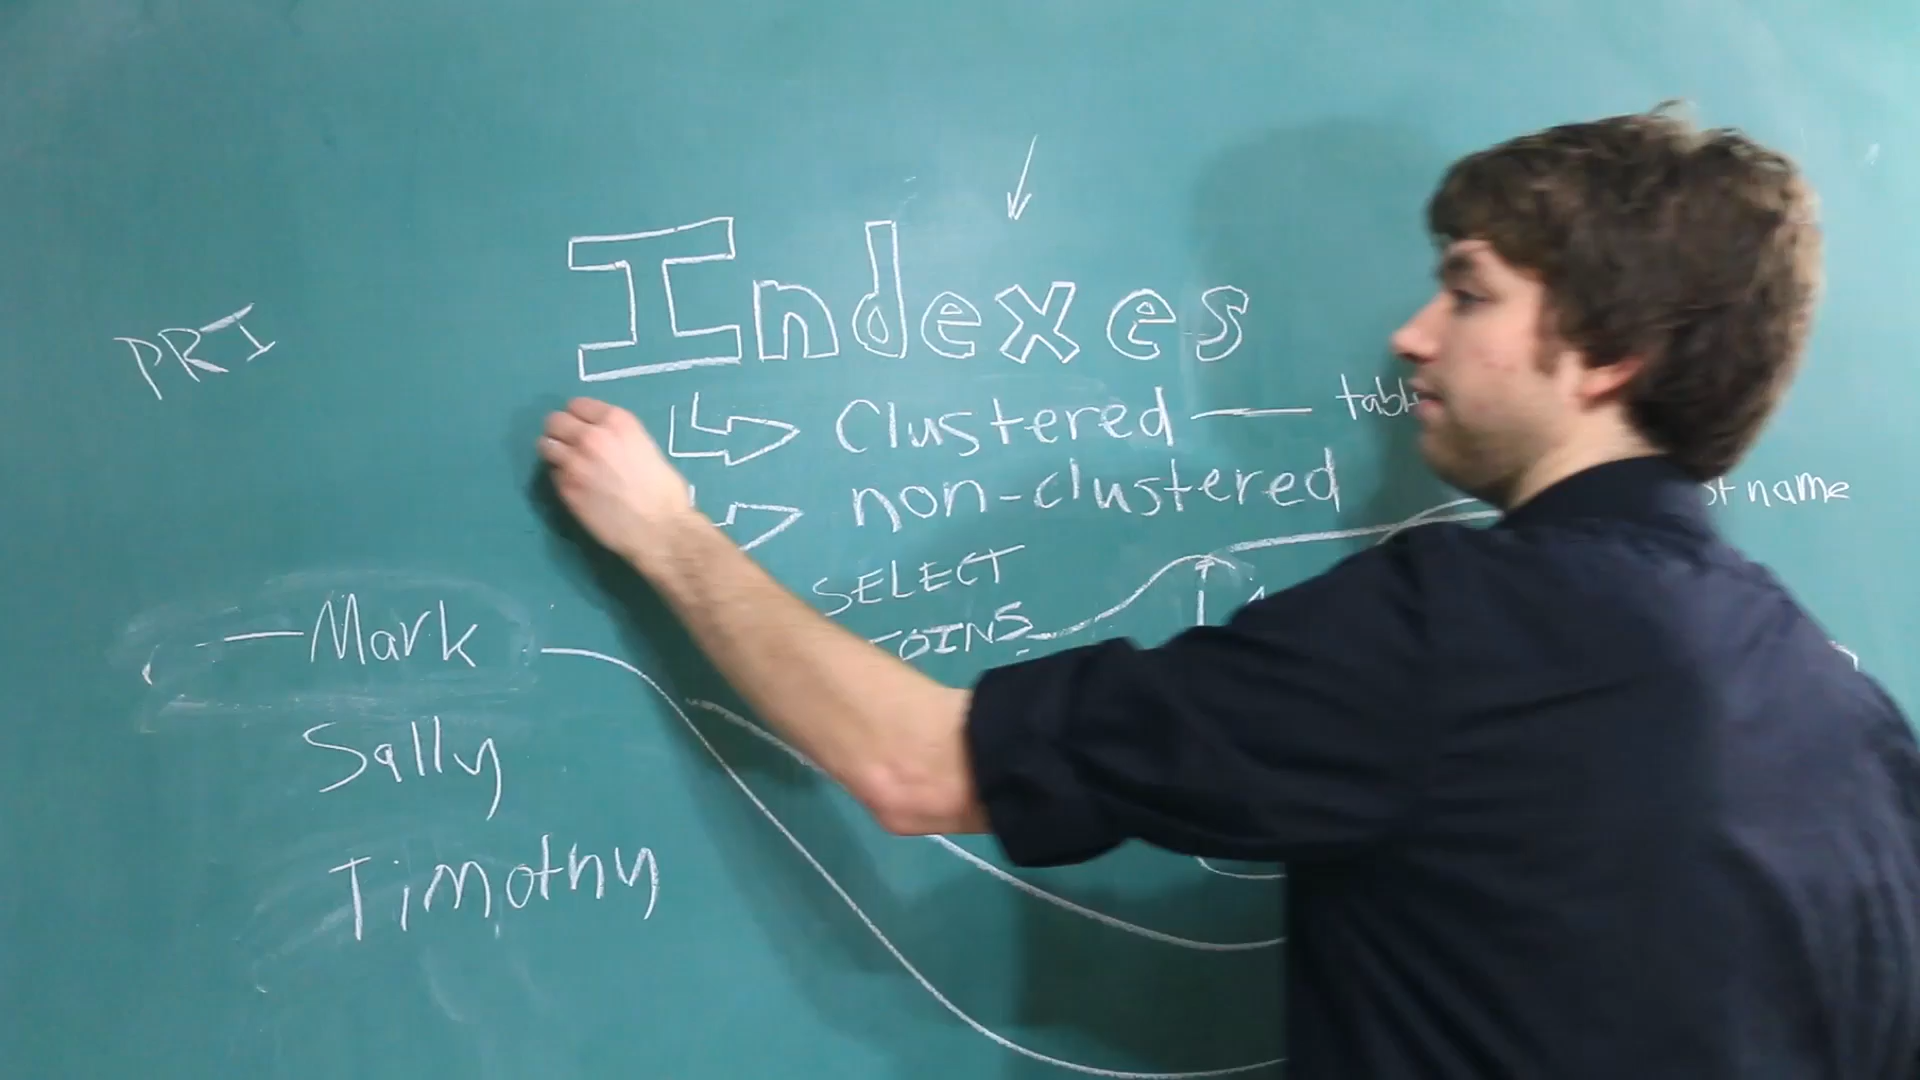 Indexes
PRI
Clustered — tabl
non-clustered
st name
SELECT
JOINS
Mark
Sally
Timothy